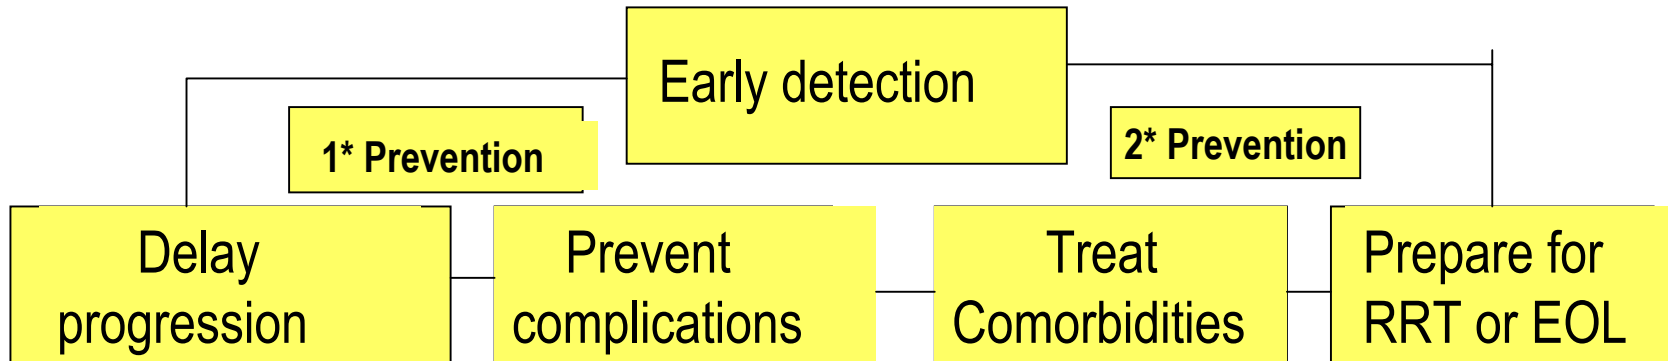 Early detection
1* Prevention
2* Prevention
Delay
progression
Prevent
complications
Treat
Comorbidities
Prepare for
RRT or EOL